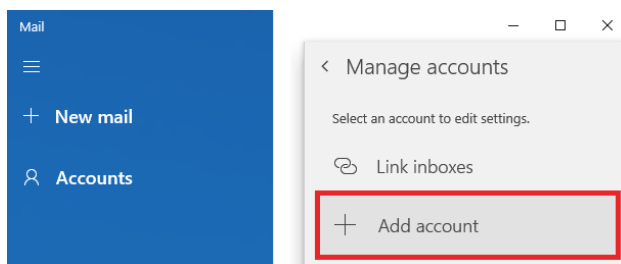 Mail
New mail
Accounts
Manage accounts
Select an account to edit settings.
Link inboxes
Add account